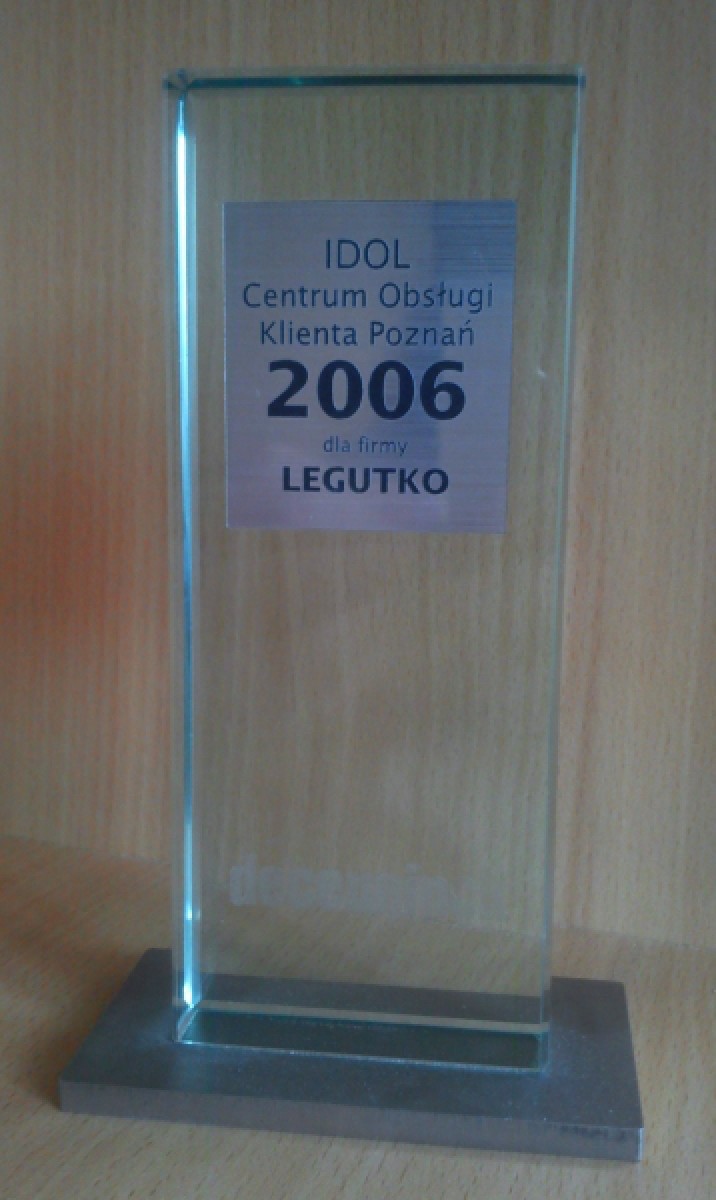 IDOL
Centrum Obsługi
Klienta Poznań
2006
dla firmy
LEGUTKO